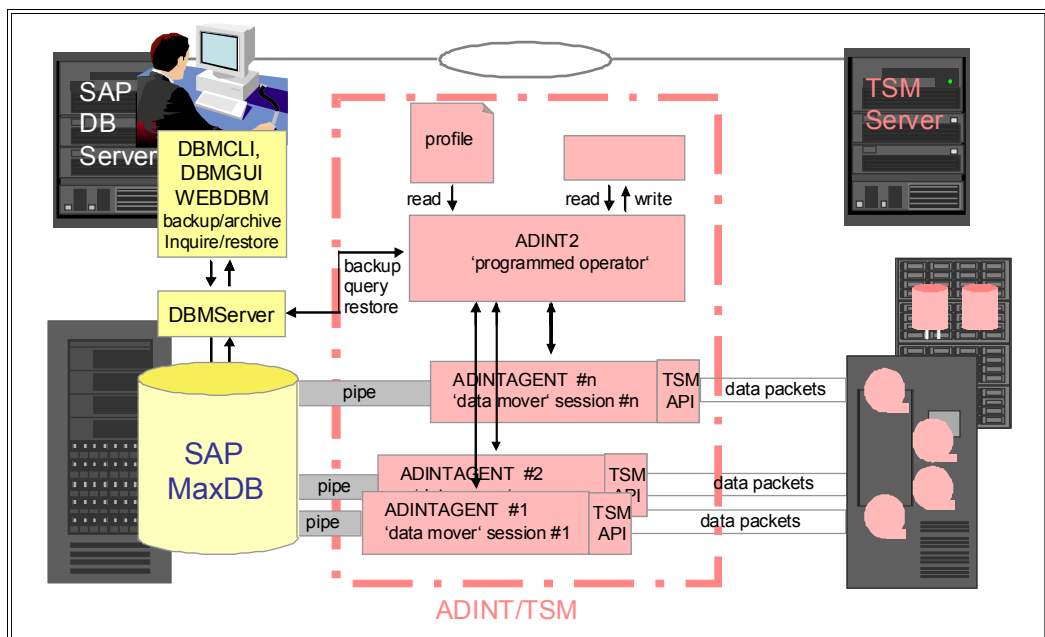 SAP
DB
Server
TSM
Server
DBMCLI,
DBMGUI
WEBDBM
backup/archive
Inquire/restore
profile
read
read
write
ADINT2
‘programmed operator‘
backup
query
restore
DBMServer
ADINTAGENT #n
‘data mover‘ session #n
TSM
API
pipe
data packets
SAP
MaxDB
ADINTAGENT #2
TSM
API
pipe
data packets
ADINTAGENT #1
‘data mover‘ session #1
TSM
API
pipe
data packets
ADINT/TSM